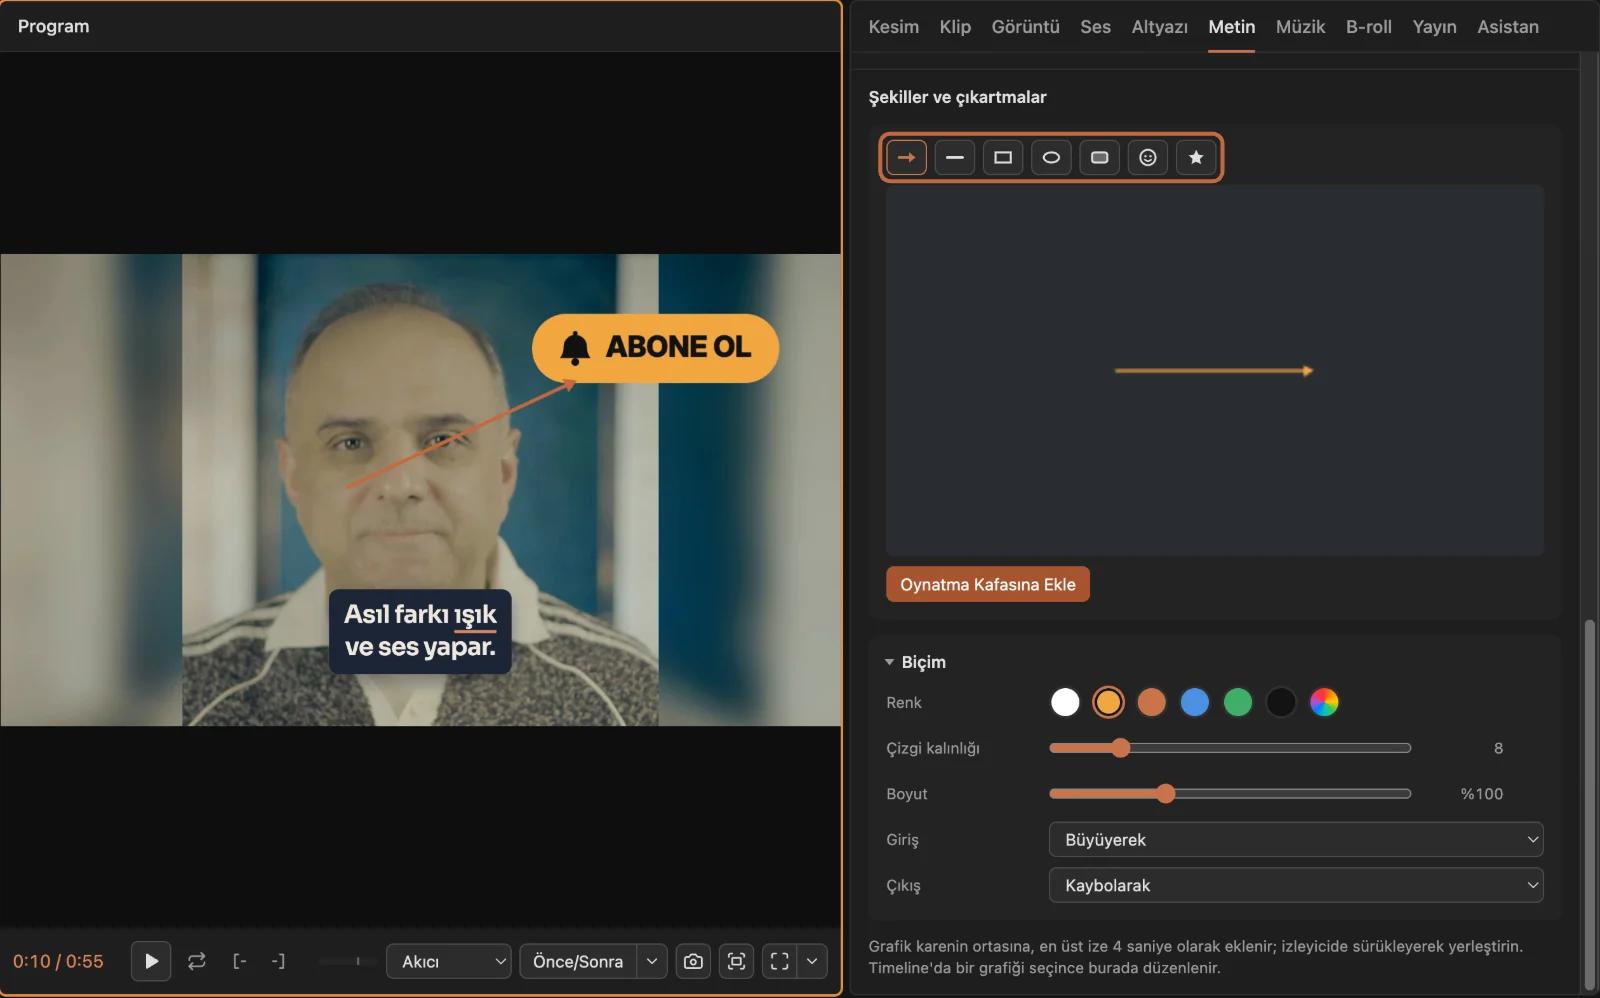 Program
Kesim Klip Görüntü Ses Altyazı Metin Müzik B-roll Yayın Asistan
Şekiller ve çıkartmalar
ABONE OL
Asıl farkı ışık
ve ses yapar.
Oynatma Kafasına Ekle
Biçim
Renk
Çizgi kalınlığı 8
Boyut %100
Giriş Büyüyerek
Çıkış Kaybolarak
Grafik karenin ortasına, en üst ize 4 saniye olarak eklenir; izleyicide sürükleyerek yerleştirin.
Timeline'da bir grafiği seçince burada düzenlenir.
0:10 / 0:55 Akıcı Önce/Sonra